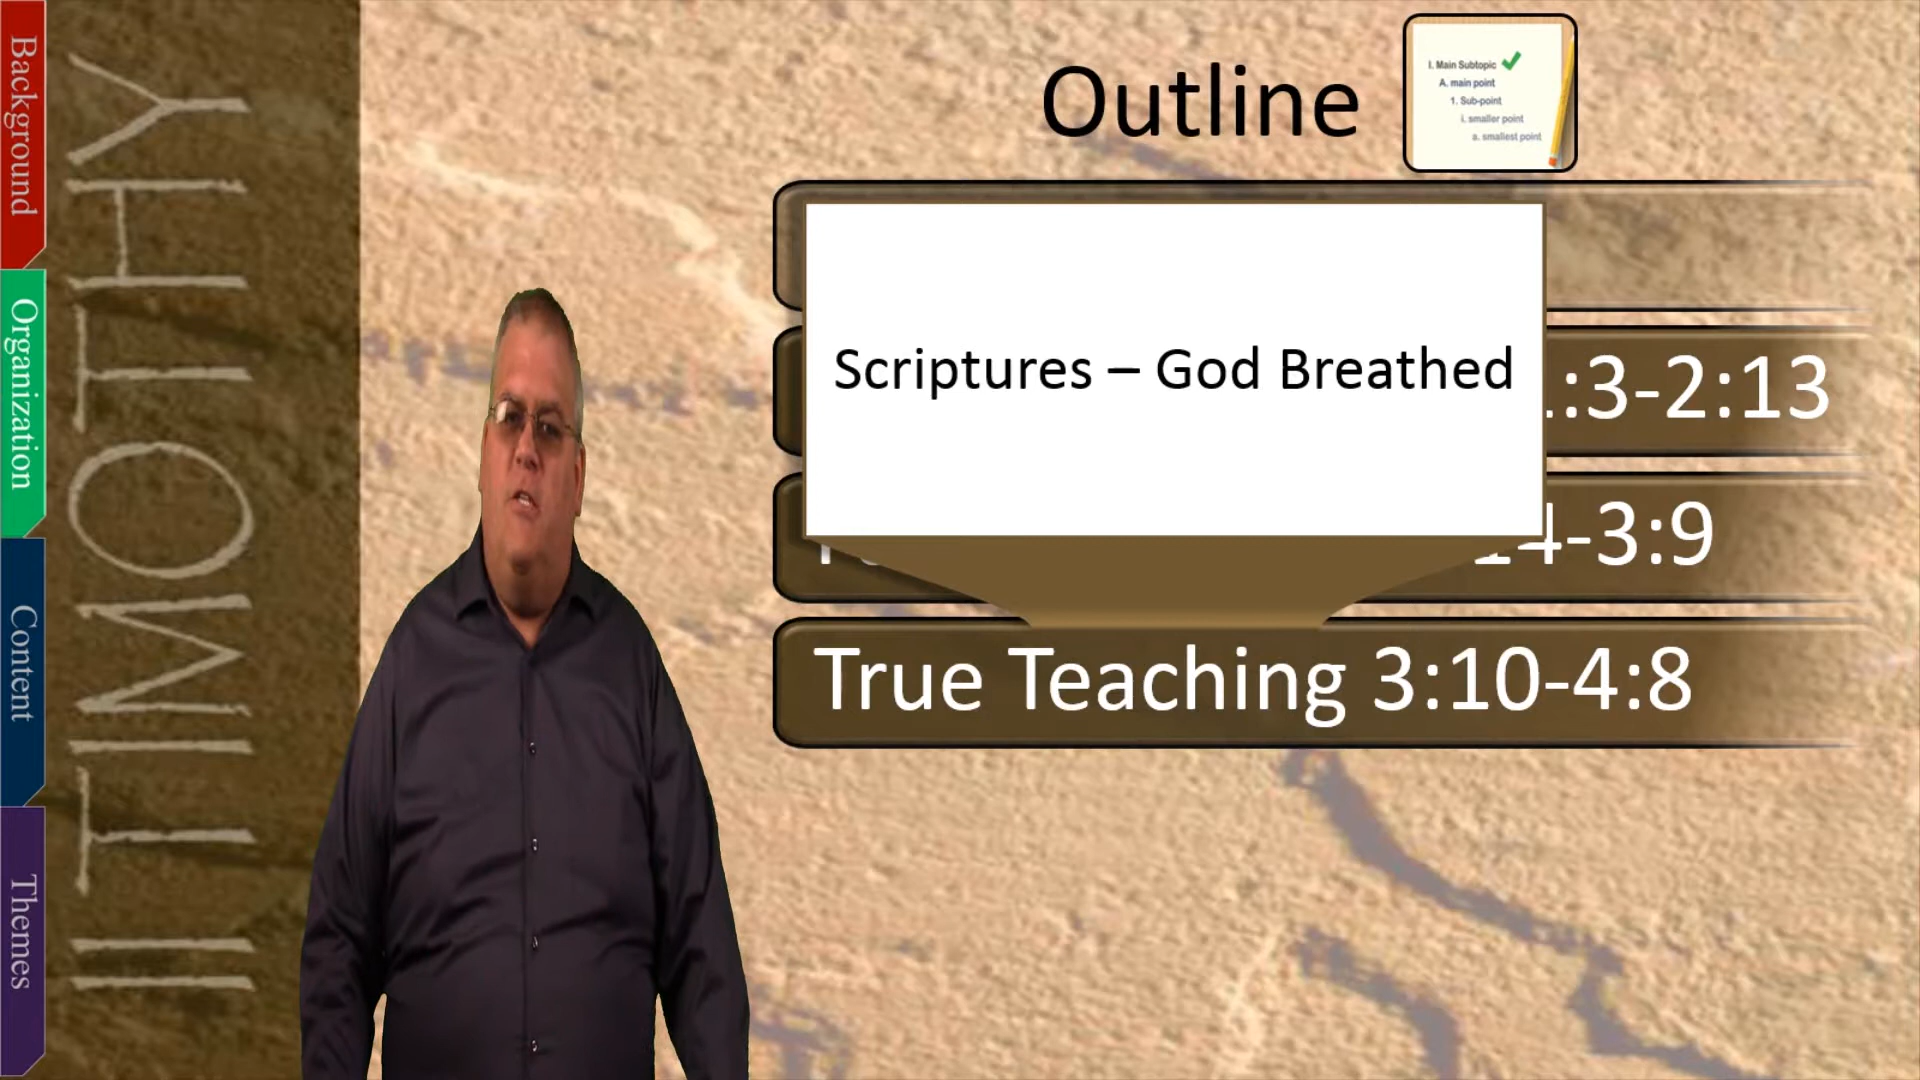 Background
Organization
Content
Themes
II TIMOTHY
Outline
I. Main Subtopic
A. main point
1. Sub-point
i. smaller point
a. smallest point
Scriptures – God Breathed
:3-2:13
4-3:9
True Teaching 3:10-4:8